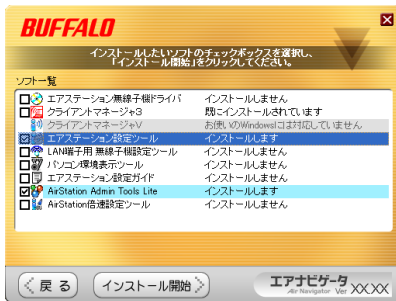 BUFFALO
インストールしたいソフトのチェックボックスを選択し、
「インストール開始」をクリックしてください。
ソフト一覧
エアステーション無線子機ドライバ インストールしません
クライアントマネージャ3 既にインストールされています
クライアントマネージャV お使いのWindowsには対応していません
エアステーション設定ツール インストールします
LAN端子用 無線子機設定ツール インストールしません
パソコン環境表示ツール インストールしません
エアステーション設定ガイド インストールしません
AirStation Admin Tools Lite インストールします
AirStation倍速設定ツール インストールしません
戻る
インストール開始
エアナビゲータ
Air Navigator Ver XX.XX